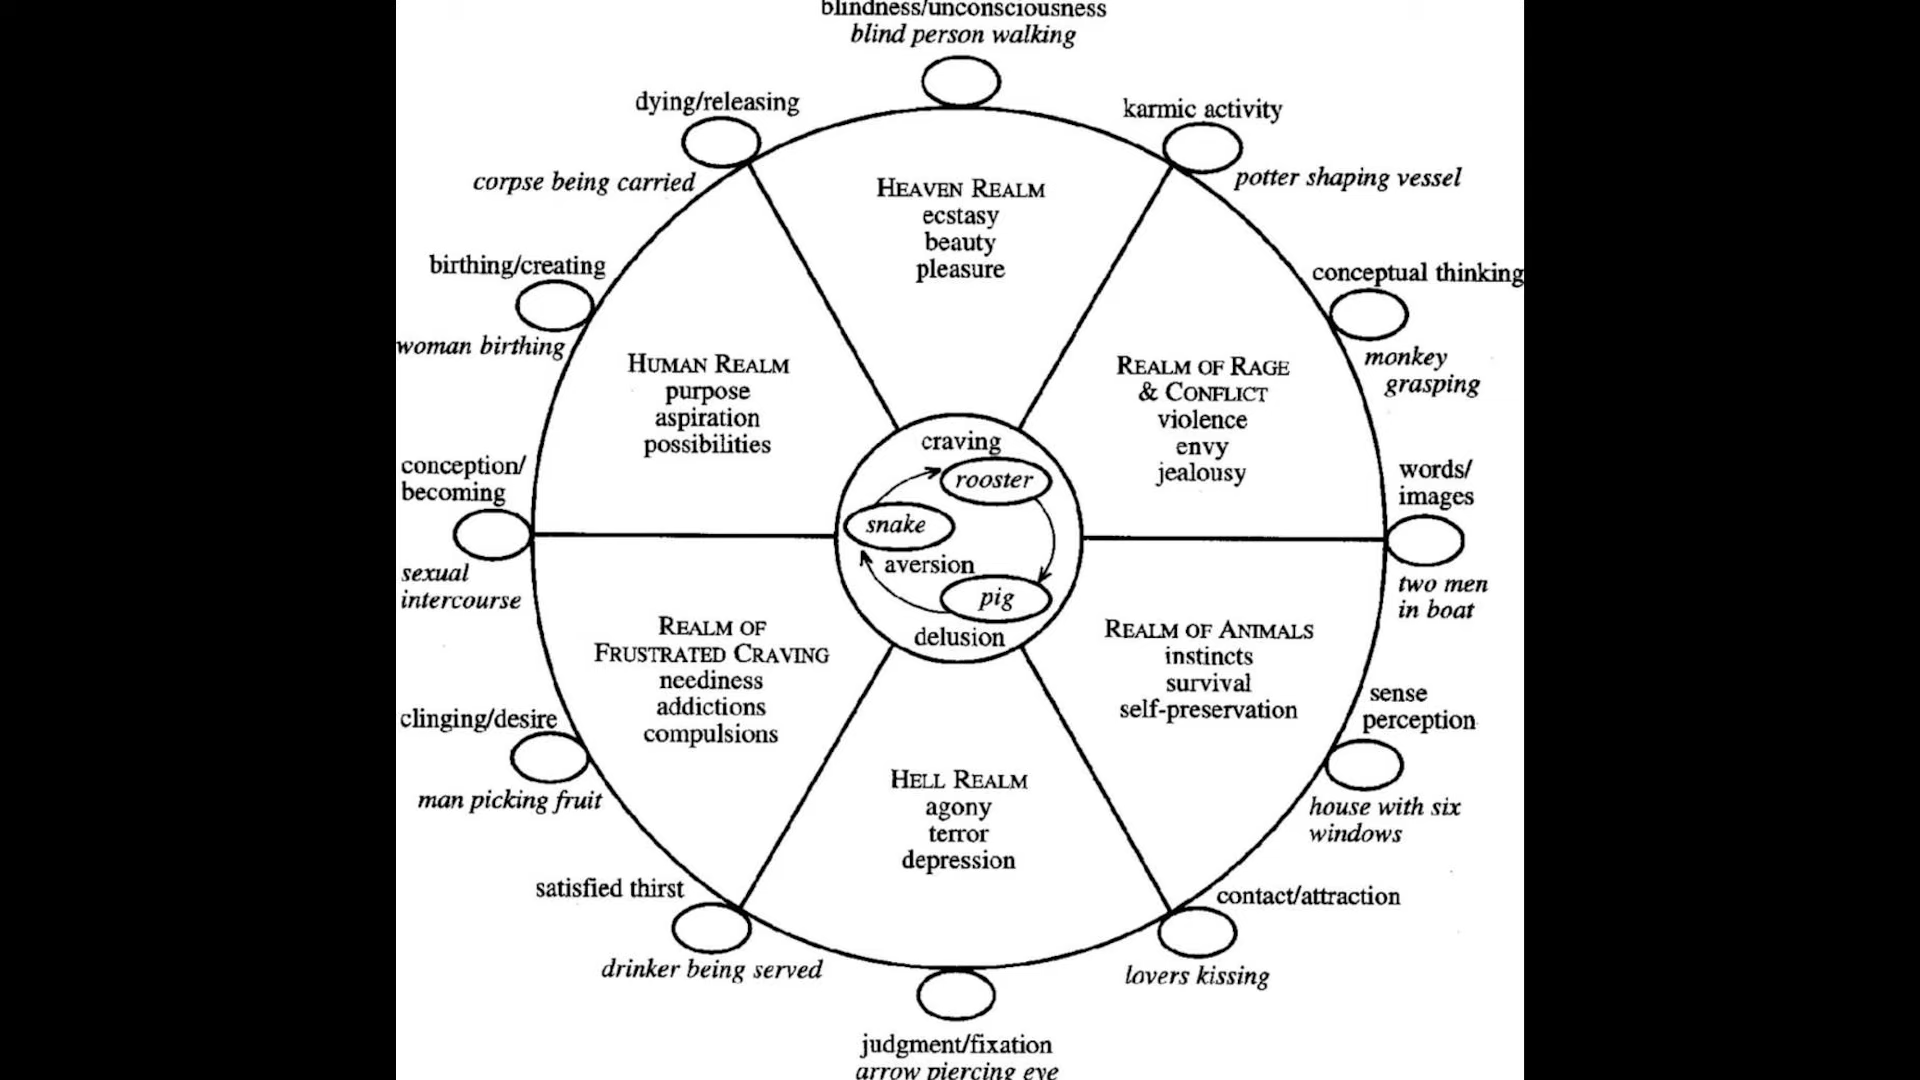 blindness/unconsciousness
blind person walking
dying/releasing
karmic activity
corpse being carried
potter shaping vessel
HEAVEN REALM
ecstasy
beauty
pleasure
birthing/creating
conceptual thinking
woman birthing
monkey
grasping
HUMAN REALM
purpose
aspiration
possibilities
REALM OF RAGE
& CONFLICT
violence
envy
jealousy
craving
rooster
snake
aversion
pig
delusion
conception/
becoming
words/
images
sexual
intercourse
two men
in boat
REALM OF
FRUSTRATED CRAVING
neediness
addictions
compulsions
REALM OF ANIMALS
instincts
survival
self-preservation
sense
perception
clinging/desire
man picking fruit
house with six
windows
HELL REALM
agony
terror
depression
satisfied thirst
contact/attraction
drinker being served
lovers kissing
judgment/fixation
arrow piercing eye